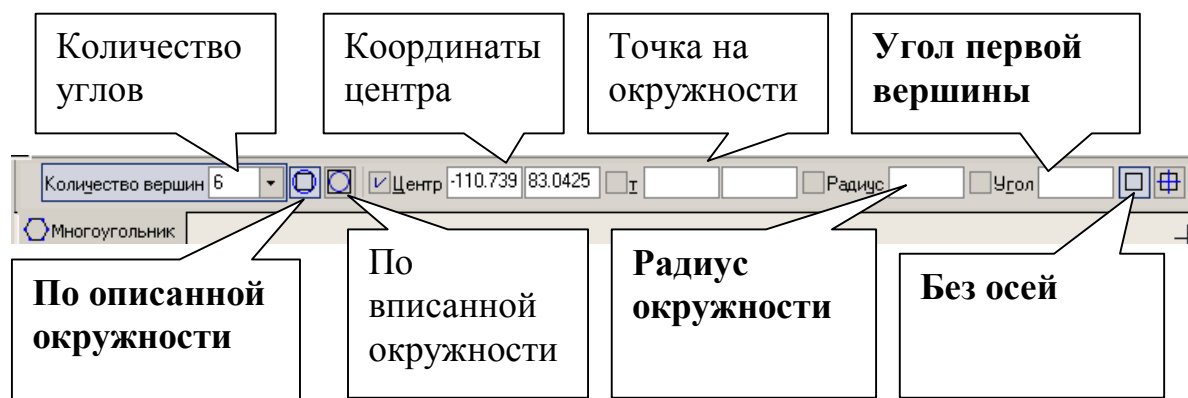 Количество
углов
Координаты
центра
Точка на
окружности
Угол первой
вершины
Количество вершин 6 Центр -110.739 83.0425 т Радиус Угол
Многоугольник
По описанной
окружности
По
вписанной
окружности
Радиус
окружности
Без осей